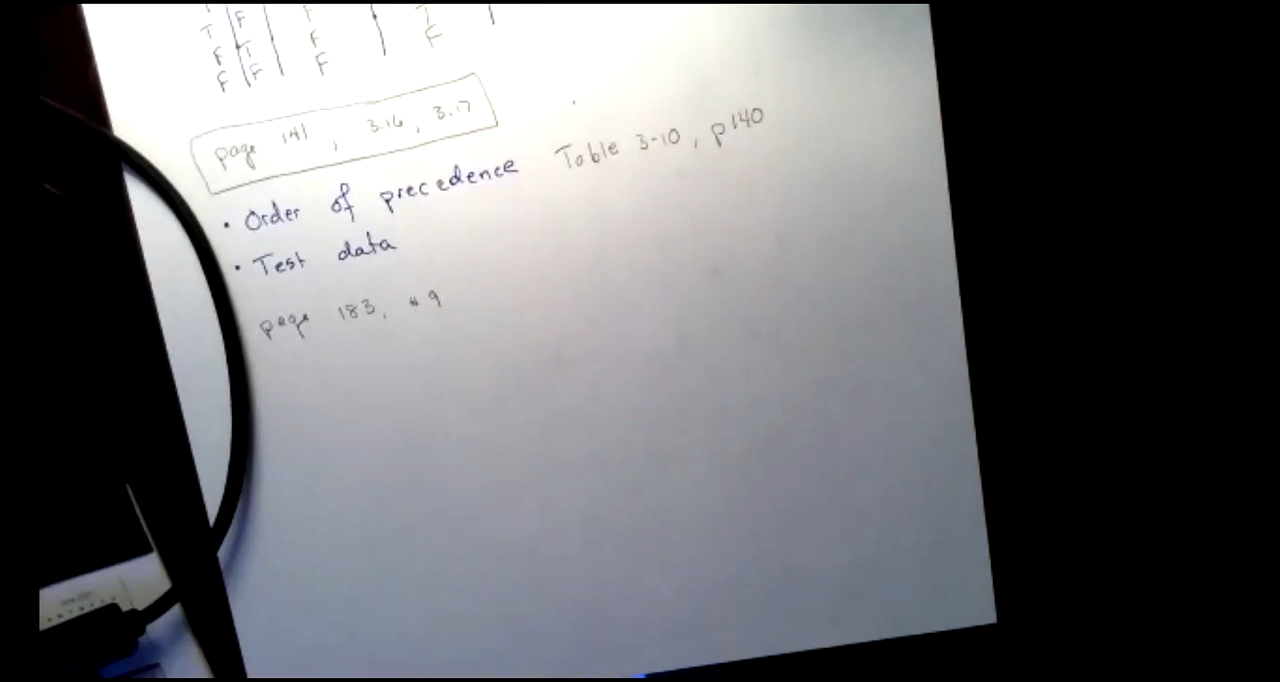 T F F T
F T F F
F F F
page 141 , 3.16 , 3.17
• Order of precedence Table 3-10 , p140
• Test data
page 183, #9